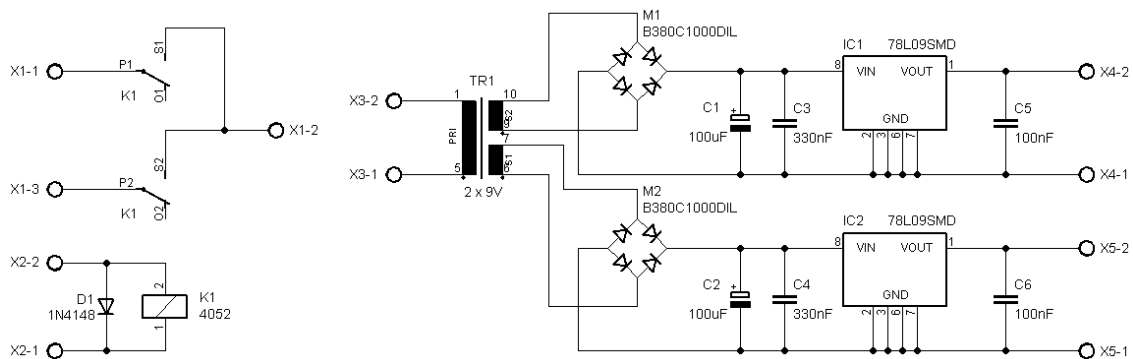 X1-1
P1
S1
O1
K1
X1-2
S2
X1-3
P2
O2
K1
X2-2
D1
1N4148
2
1
K1
4052
X2-1
X3-2
X3-1
TR1
1
5
PRI
10
S2
9
7
S1
6
2 x 9V
M1
B380C1000DIL
C1
+
100uF
C3
330nF
IC1
78L09SMD
8
VIN
VOUT
1
GND
2
3
6
7
C5
100nF
X4-2
X4-1
M2
B380C1000DIL
C2
+
100uF
C4
330nF
IC2
78L09SMD
8
VIN
VOUT
1
GND
2
3
6
7
C6
100nF
X5-2
X5-1